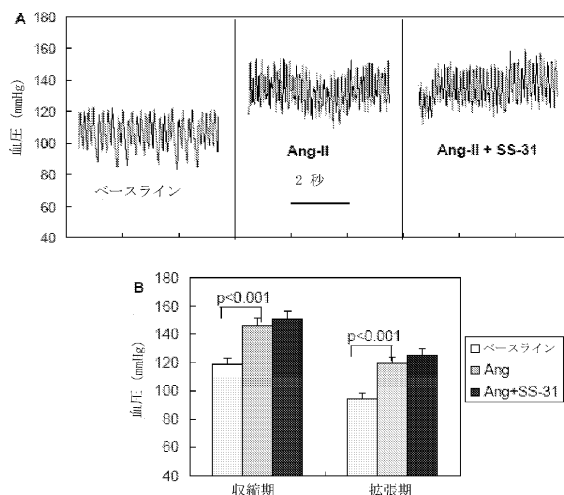 A
180
160
140
120
100
80
60
40
血圧 (mmHg)
ベースライン
Ang-II
2 秒
Ang-II + SS-31
B
180
160
140
120
100
80
60
40
血圧 (mmHg)
p<0.001
p<0.001
収縮期
拡張期
ベースライン
Ang
Ang+SS-31